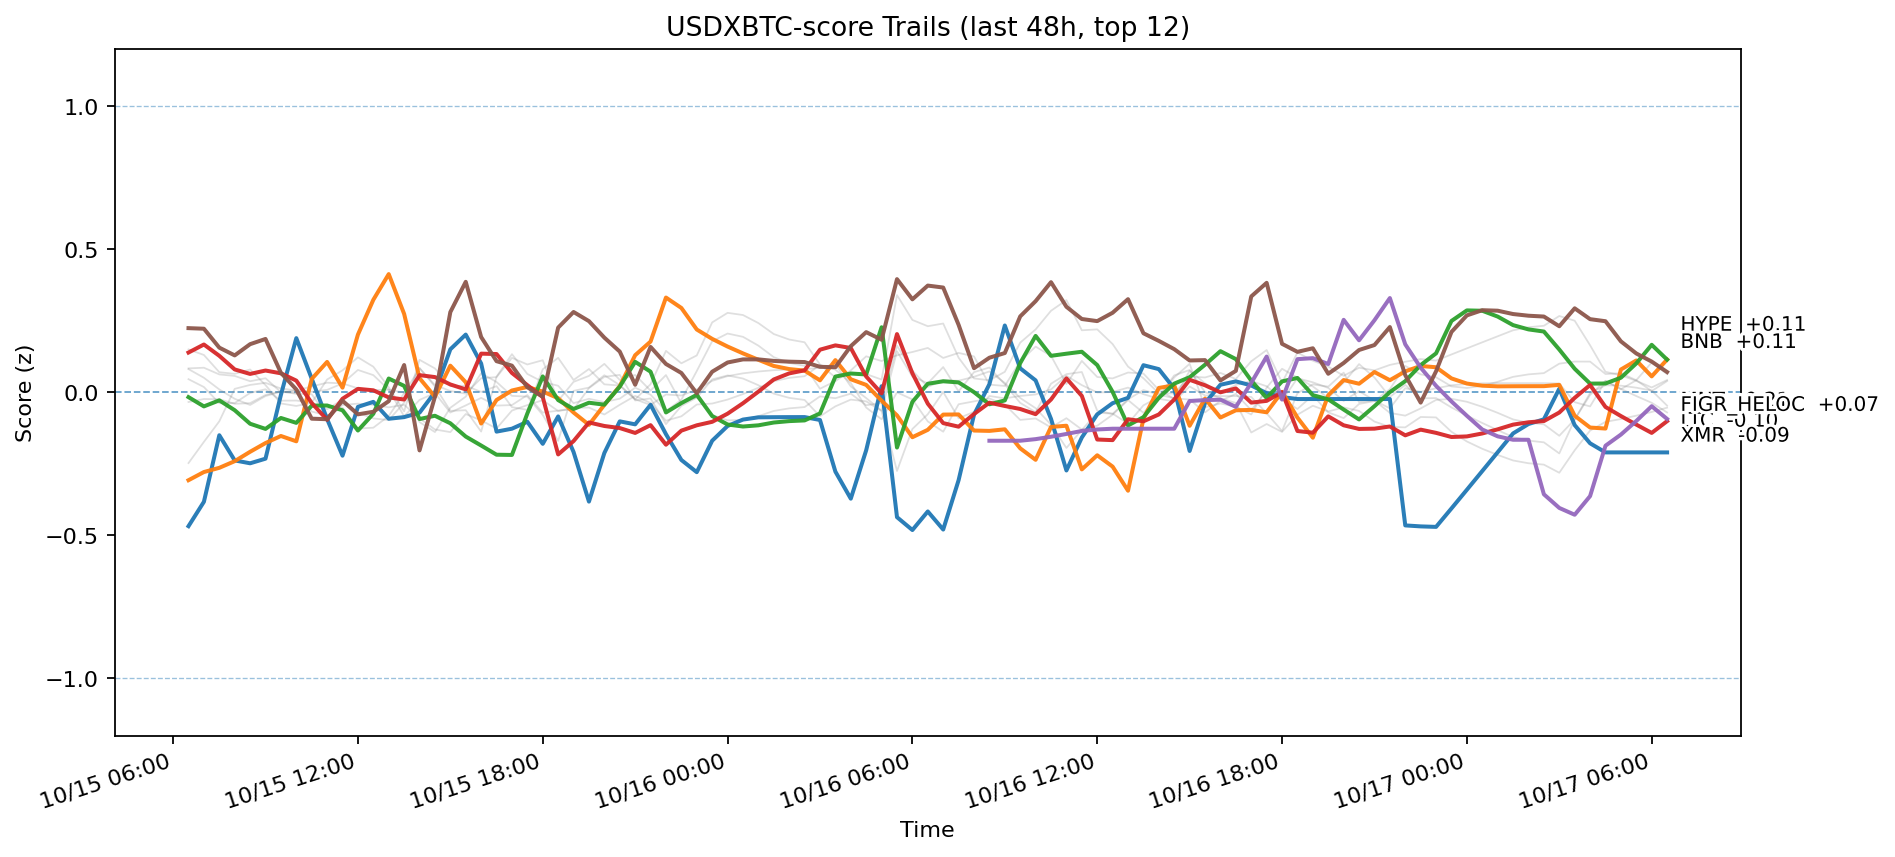 USDXBTC-score Trails (last 48h, top 12)
Score (z)
1.0
0.5
0.0
−0.5
−1.0
HYPE +0.11
BNB +0.11
FIGR_HELOC +0.07
LTC -0.10
XMR -0.09
10/15 06:00
10/15 12:00
10/15 18:00
10/16 00:00
10/16 06:00
10/16 12:00
10/16 18:00
10/17 00:00
10/17 06:00
Time